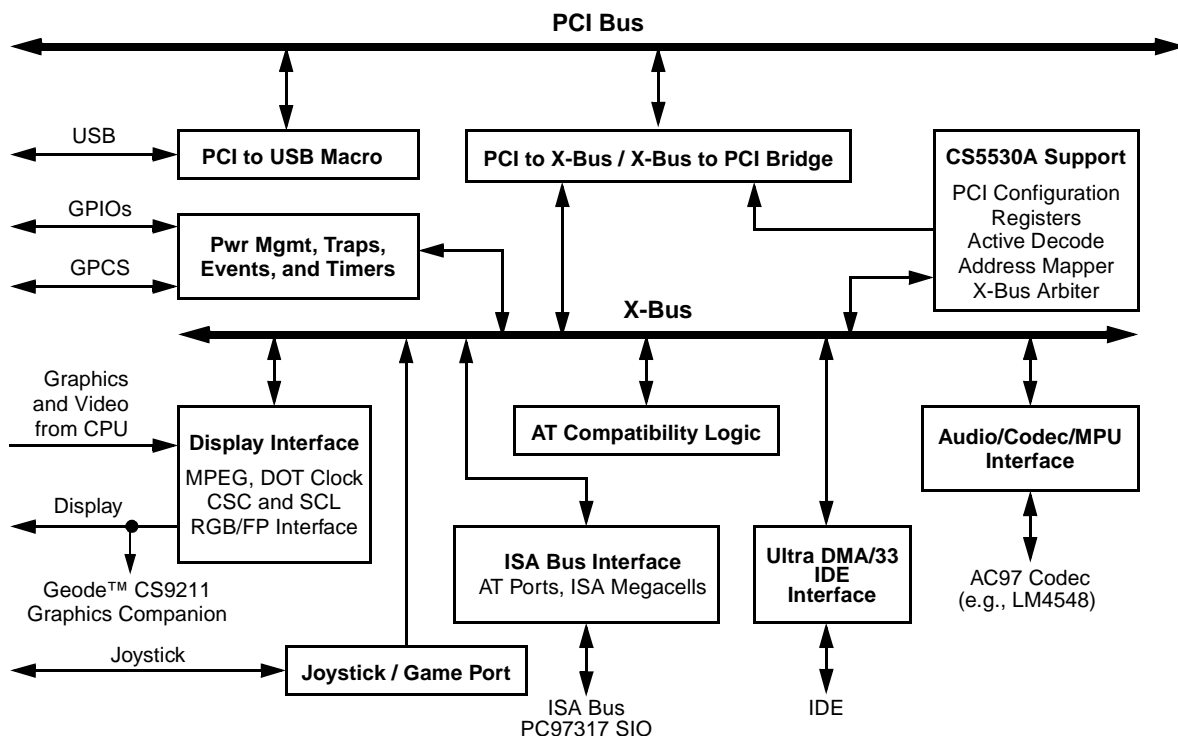 PCI Bus
USB
PCI to USB Macro
PCI to X-Bus / X-Bus to PCI Bridge
CS5530A Support
PCI Configuration
Registers
Active Decode
Address Mapper
X-Bus Arbiter
GPIOs
GPCS
Pwr Mgmt, Traps,
Events, and Timers
X-Bus
Graphics
and Video
from CPU
Display Interface
MPEG, DOT Clock
CSC and SCL
RGB/FP Interface
Display
Geode™ CS9211
Graphics Companion
AT Compatibility Logic
Audio/Codec/MPU
Interface
ISA Bus Interface
AT Ports, ISA Megacells
Ultra DMA/33
IDE
Interface
AC97 Codec
(e.g., LM4548)
Joystick
Joystick / Game Port
ISA Bus
PC97317 SIO
IDE